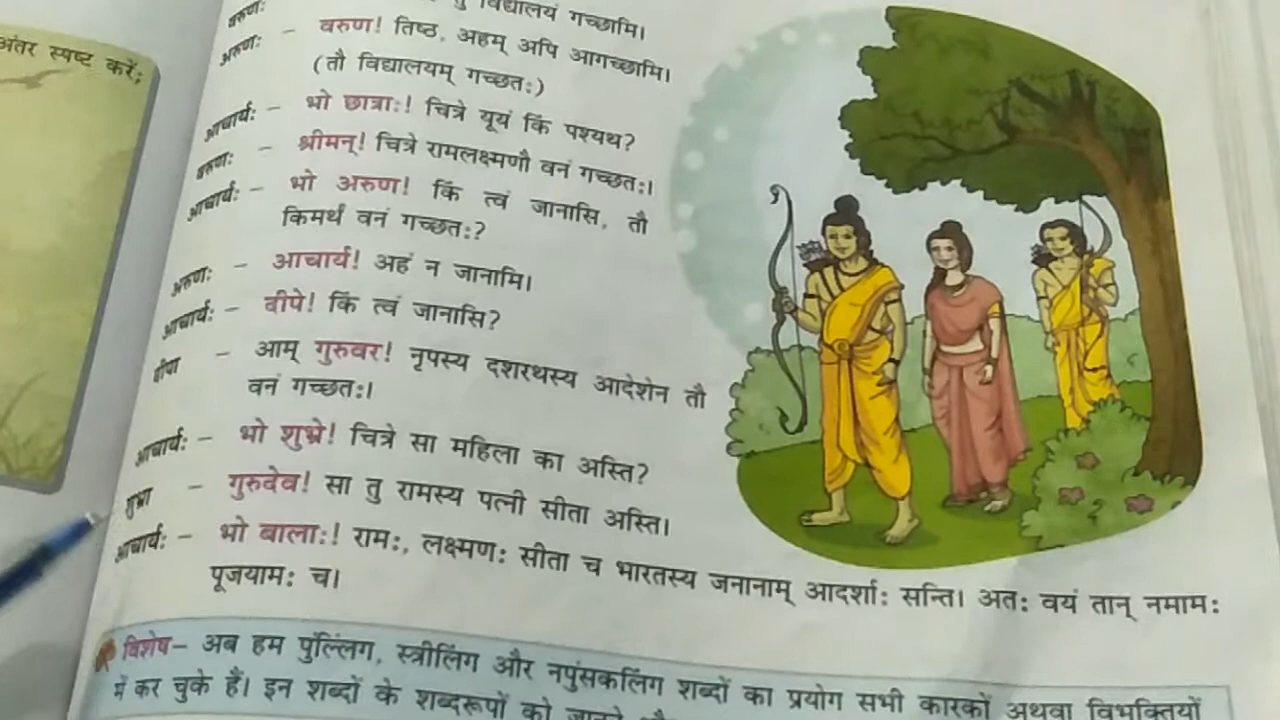 अंतर स्पष्ट करें;
वरुणः तु विद्यालयं गच्छामि।
अरुणः – वरुण! तिष्ठ, अहम् अपि आगच्छामि।
(तौ विद्यालयम् गच्छतः)
आचार्यः – भो छात्राः! चित्रे यूयं किं पश्यथ?
वरुणः – श्रीमन्! चित्रे रामलक्ष्मणौ वनं गच्छतः।
आचार्यः – भो अरुण! किं त्वं जानासि, तौ
किमर्थं वनं गच्छतः?
अरुणः – आचार्य! अहं न जानामि।
आचार्यः – दीपे! किं त्वं जानासि?
दीपा – आम् गुरुवर! नृपस्य दशरथस्य आदेशेन तौ
वनं गच्छतः।
आचार्यः – भो शुभ्रे! चित्रे सा महिला का अस्ति?
शुभ्रा – गुरुदेव! सा तु रामस्य पत्नी सीता अस्ति।
आचार्यः – भो बालाः! रामः, लक्ष्मणः सीता च भारतस्य जनानाम् आदर्शाः सन्ति। अतः वयं तान् नमामः
पूजयामः च।
विशेष– अब हम पुंल्लिंग, स्त्रीलिंग और नपुंसकलिंग शब्दों का प्रयोग सभी कारकों अथवा विभक्तियों
में कर चुके हैं। इन शब्दों के शब्दरूपों को जानने